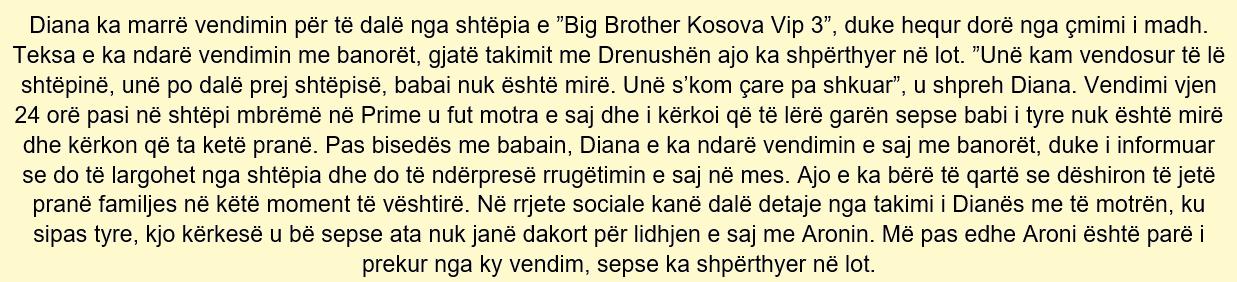 Diana ka marrë vendimin për të dalë nga shtëpia e ”Big Brother Kosova Vip 3”, duke hequr dorë nga çmimi i madh.
Teksa e ka ndarë vendimin me banorët, gjatë takimit me Drenushën ajo ka shpërthyer në lot. ”Unë kam vendosur të lë
shtëpinë, unë po dalë prej shtëpisë, babai nuk është mirë. Unë s’kom çare pa shkuar”, u shpreh Diana. Vendimi vjen
24 orë pasi në shtëpi mbrëmë në Prime u fut motra e saj dhe i kërkoi që të lërë garën sepse babi i tyre nuk është mirë
dhe kërkon që ta ketë pranë. Pas bisedës me babain, Diana e ka ndarë vendimin e saj me banorët, duke i informuar
se do të largohet nga shtëpia dhe do të ndërpresë rrugëtimin e saj në mes. Ajo e ka bërë të qartë se dëshiron të jetë
pranë familjes në këtë moment të vështirë. Në rrjete sociale kanë dalë detaje nga takimi i Dianës me të motrën, ku
sipas tyre, kjo kërkesë u bë sepse ata nuk janë dakort për lidhjen e saj me Aronin. Më pas edhe Aroni është parë i
prekur nga ky vendim, sepse ka shpërthyer në lot.